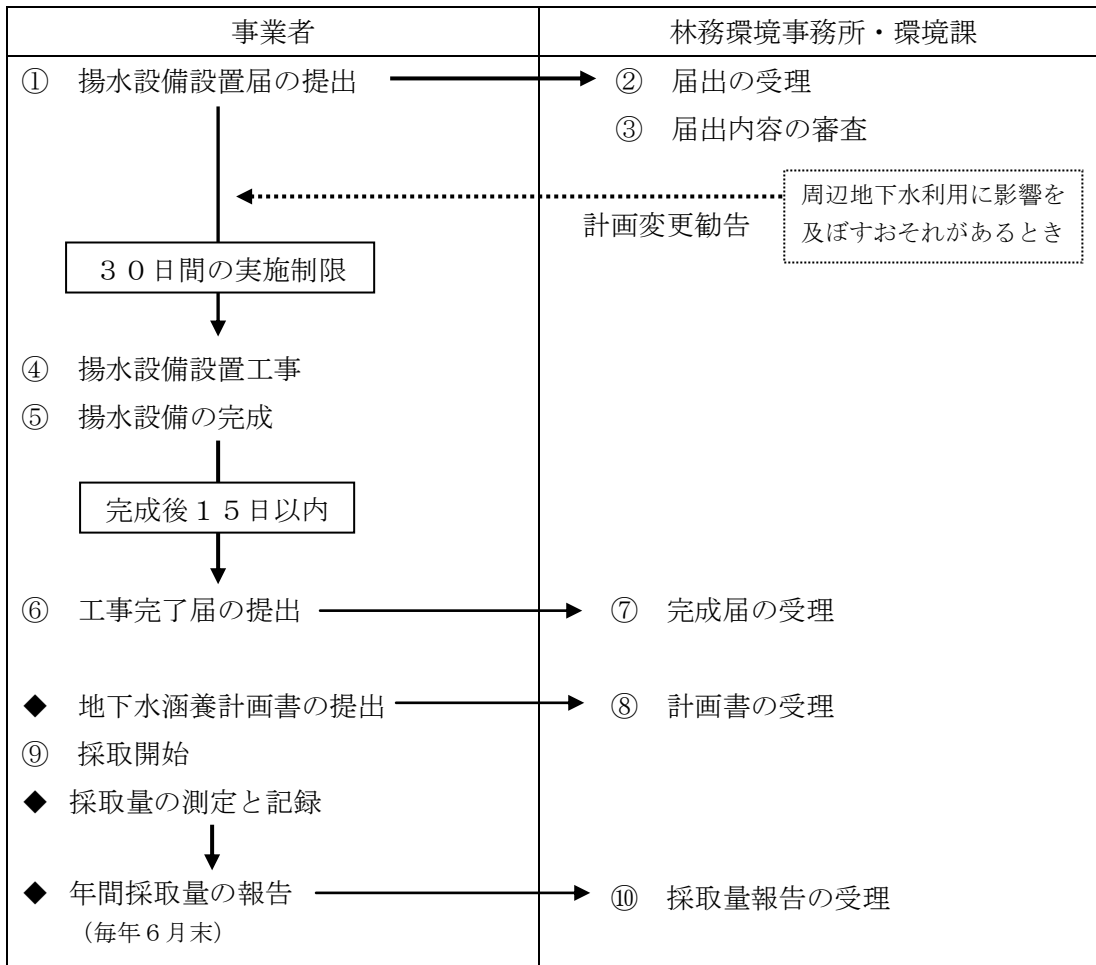 事業者
林務環境事務所・環境課
① 揚水設備設置届の提出
② 届出の受理
③ 届出内容の審査
周辺地下水利用に影響を
及ぼすおそれがあるとき
計画変更勧告
３０日間の実施制限
④ 揚水設備設置工事
⑤ 揚水設備の完成
完成後１５日以内
⑥ 工事完了届の提出
⑦ 完成届の受理
◆ 地下水涵養計画書の提出
⑧ 計画書の受理
⑨ 採取開始
◆ 採取量の測定と記録
◆ 年間採取量の報告
⑩ 採取量報告の受理
（毎年６月末）